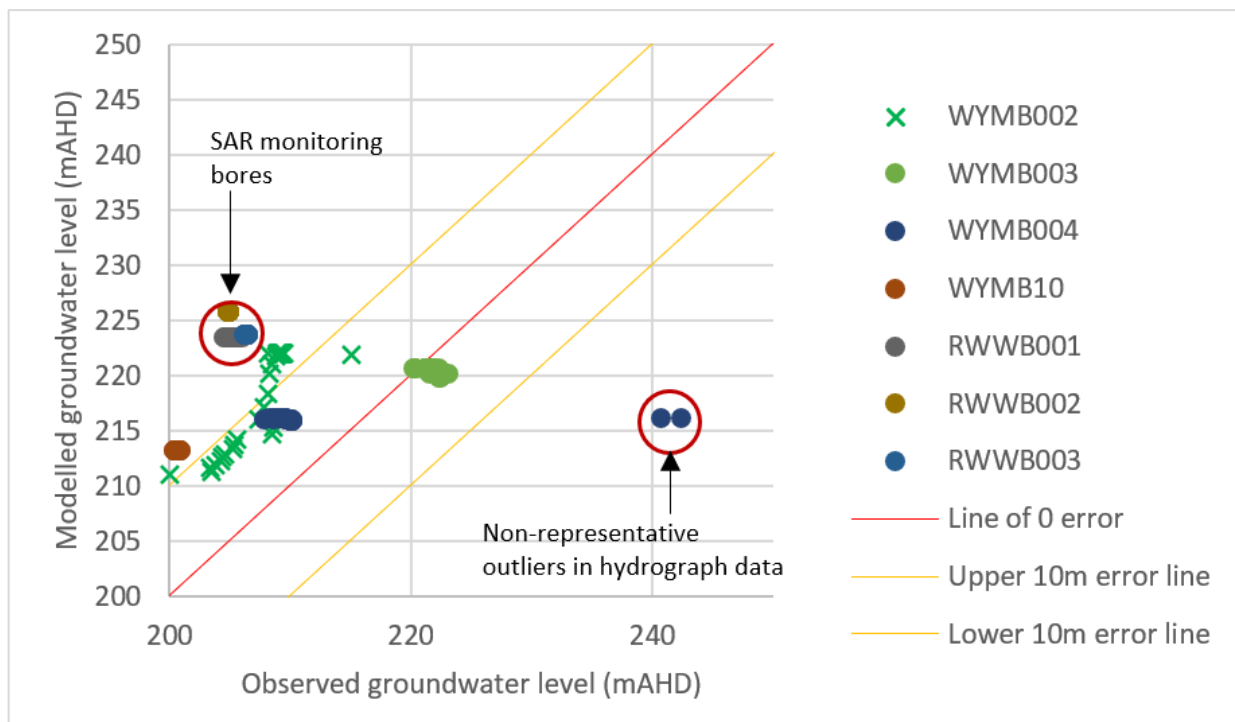 250
245
240
235
230
225
220
215
210
205
200
Modelled groundwater level (mAHD)
SAR monitoring
bores
Non-representative
outliers in hydrograph data
200
220
240
Observed groundwater level (mAHD)
WYMB002
WYMB003
WYMB004
WYMB10
RWWB001
RWWB002
RWWB003
Line of 0 error
Upper 10m error line
Lower 10m error line